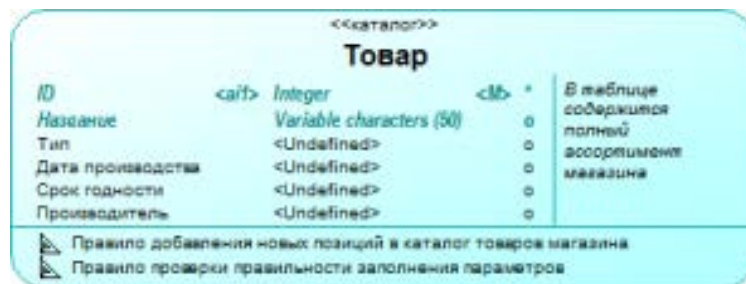 <<каталог>>
Товар
ID <ai1> Integer <M> *
Название Variable characters (50) o
Тип <Undefined> o
Дата производства <Undefined> o
Срок годности <Undefined> o
Производитель <Undefined> o
В таблице
содержится
полный
ассортимент
магазина
Правило добавления новых позиций в каталог товаров магазина
Правило проверки правильности заполнения параметров